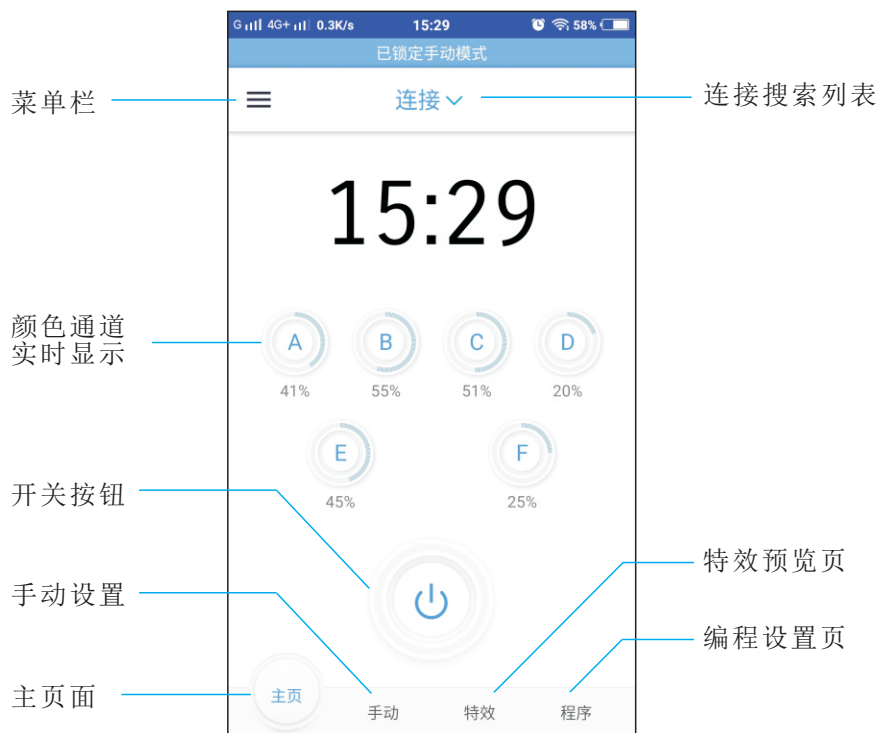 G 4G+ 0.3K/s 15:29 58%
已锁定手动模式
菜单栏
连接
连接搜索列表
15:29
颜色通道
实时显示
A B C D
41% 55% 51% 20%
E F
45% 25%
开关按钮
特效预览页
手动设置
编程设置页
主页面
主页 手动 特效 程序